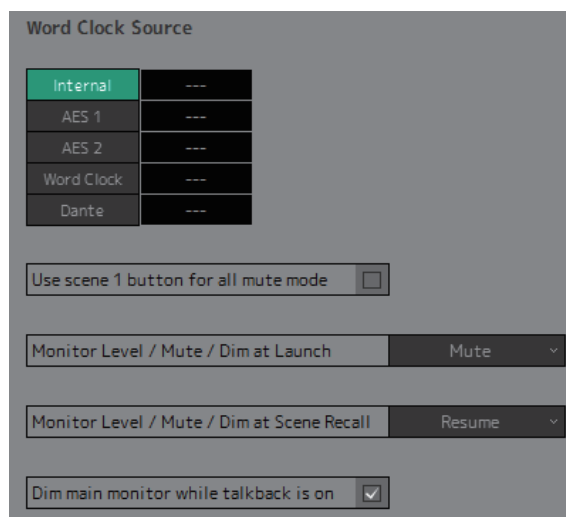 Word Clock Source
Internal ---
AES 1 ---
AES 2 ---
Word Clock ---
Dante ---
Use scene 1 button for all mute mode
Monitor Level / Mute / Dim at Launch Mute
Monitor Level / Mute / Dim at Scene Recall Resume
Dim main monitor while talkback is on